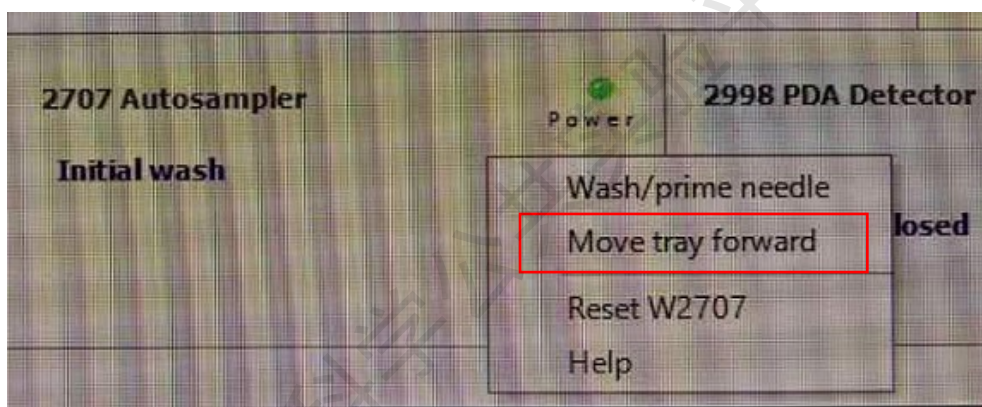 2707 Autosampler
Power
2998 PDA Detector
Initial wash
Wash/prime needle
Move tray forward
losed
Reset W2707
Help